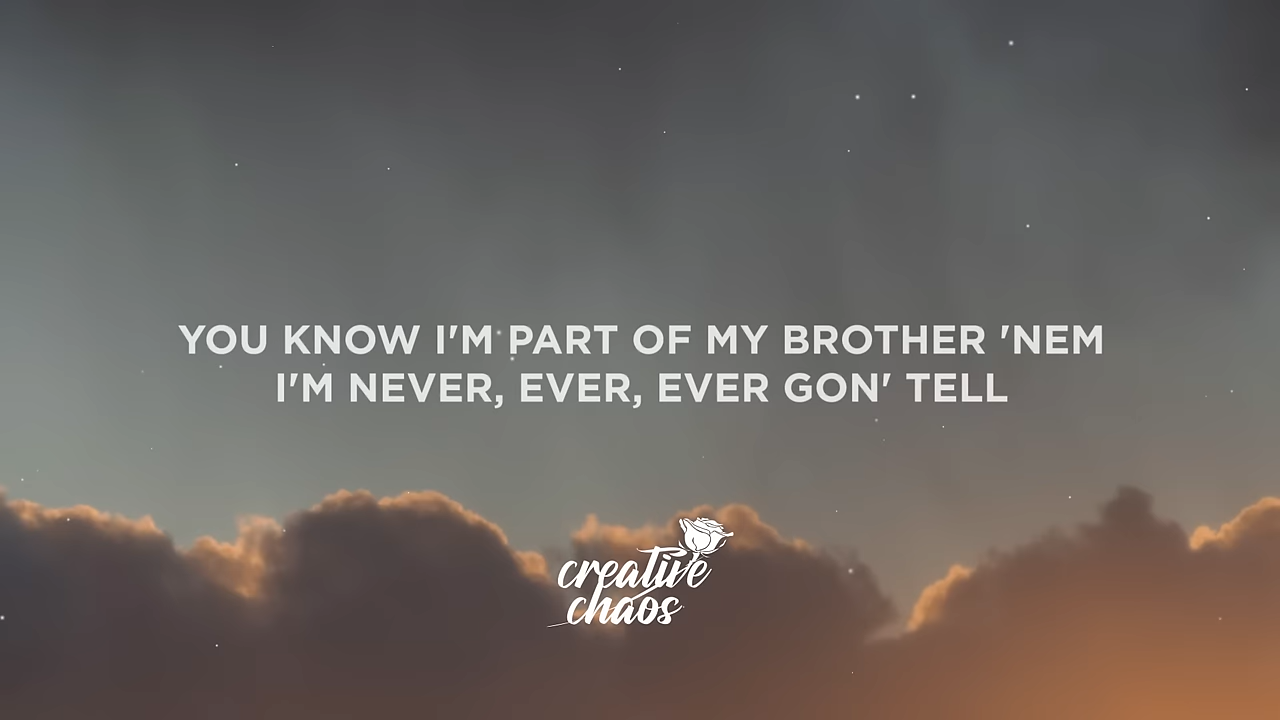 YOU KNOW I'M PART OF MY BROTHER 'NEM
I'M NEVER, EVER, EVER GON' TELL
creative
chaos